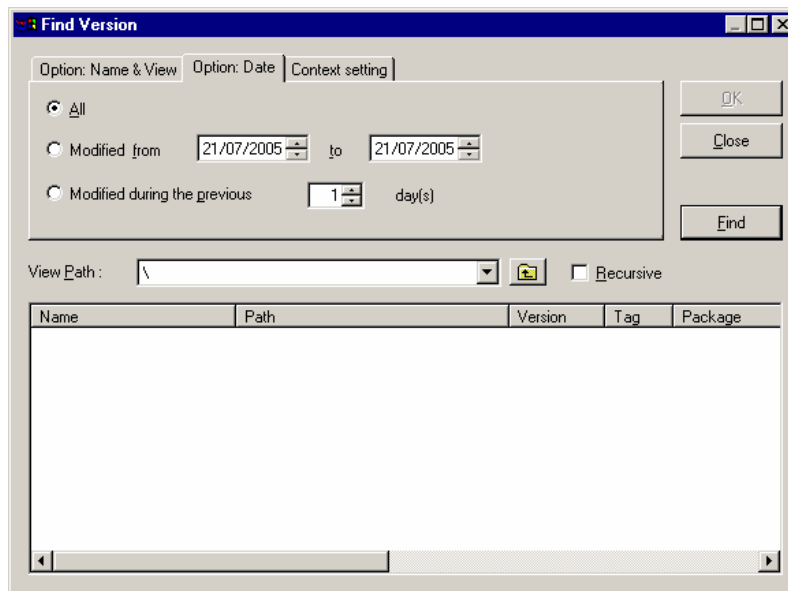 Find Version
Option: Name & View Option: Date Context setting
All
OK
Modified from 21/07/2005 to 21/07/2005
Close
Modified during the previous 1 day(s)
Find
View Path : \ Recursive
Name Path Version Tag Package